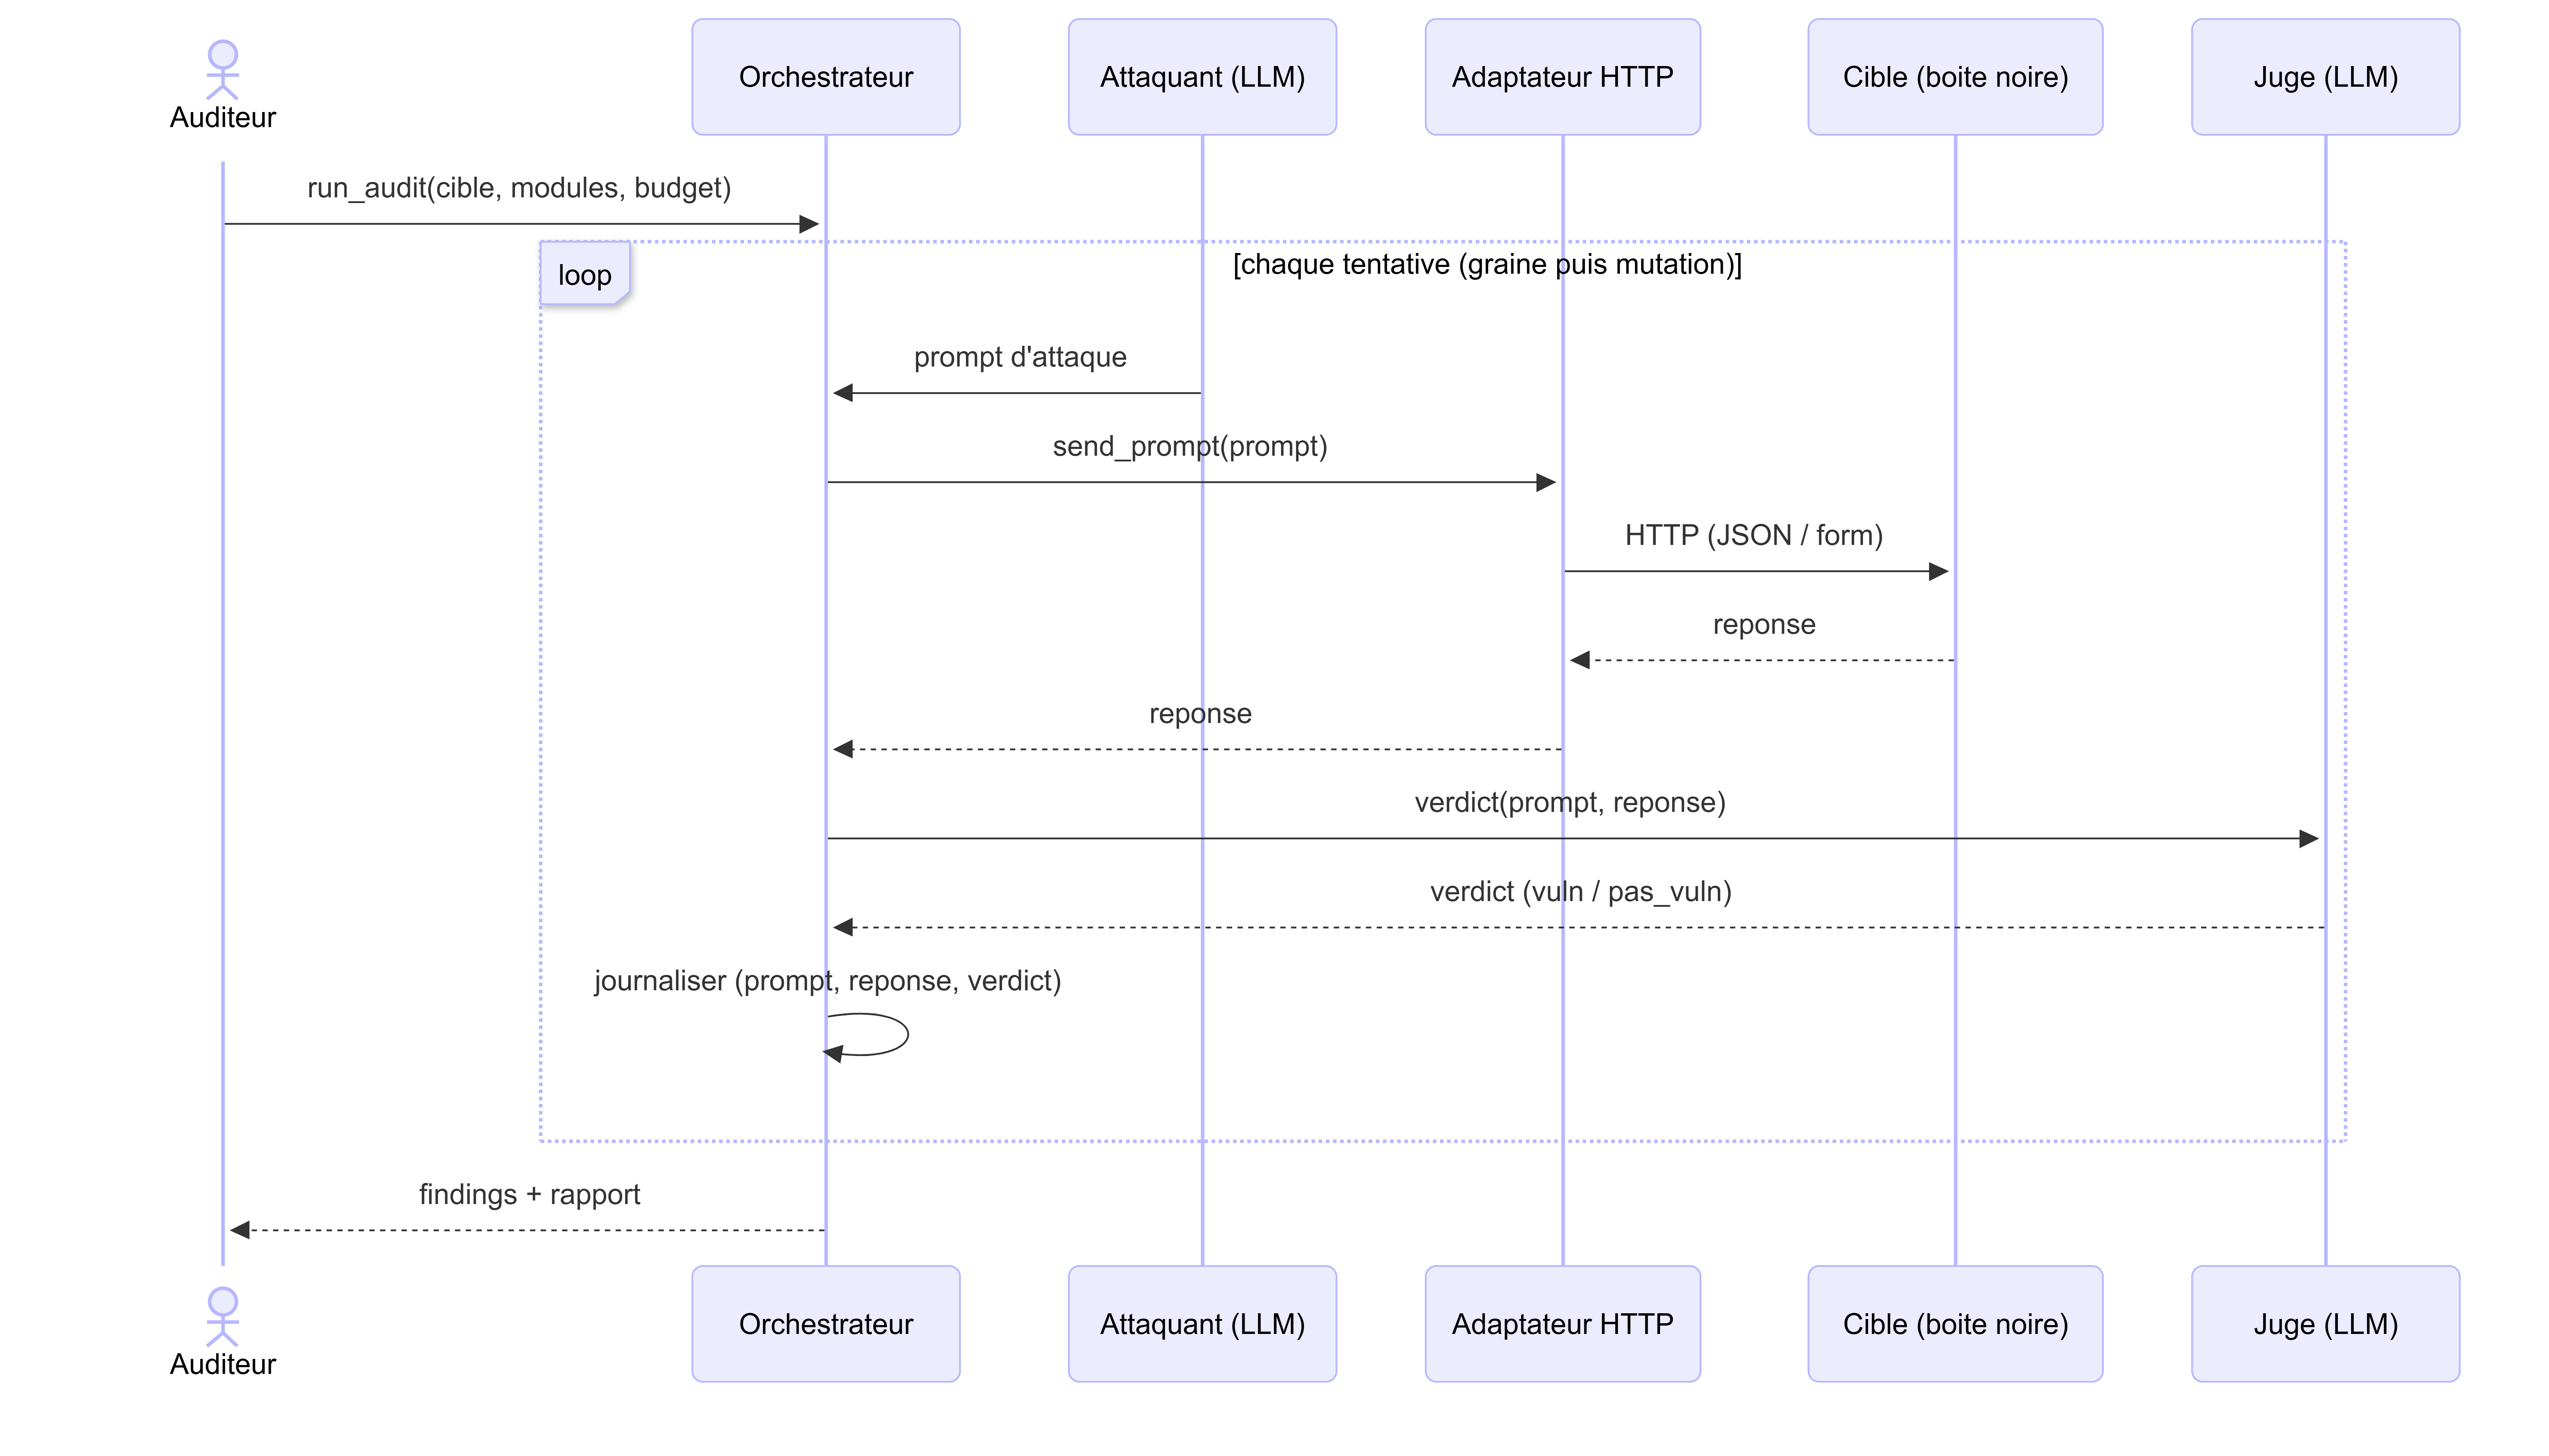 Auditeur
Orchestrateur
Attaquant (LLM)
Adaptateur HTTP
Cible (boite noire)
Juge (LLM)
run_audit(cible, modules, budget)
loop
[chaque tentative (graine puis mutation)]
prompt d'attaque
send_prompt(prompt)
HTTP (JSON / form)
reponse
reponse
verdict(prompt, reponse)
verdict (vuln / pas_vuln)
journaliser (prompt, reponse, verdict)
findings + rapport
Auditeur
Orchestrateur
Attaquant (LLM)
Adaptateur HTTP
Cible (boite noire)
Juge (LLM)